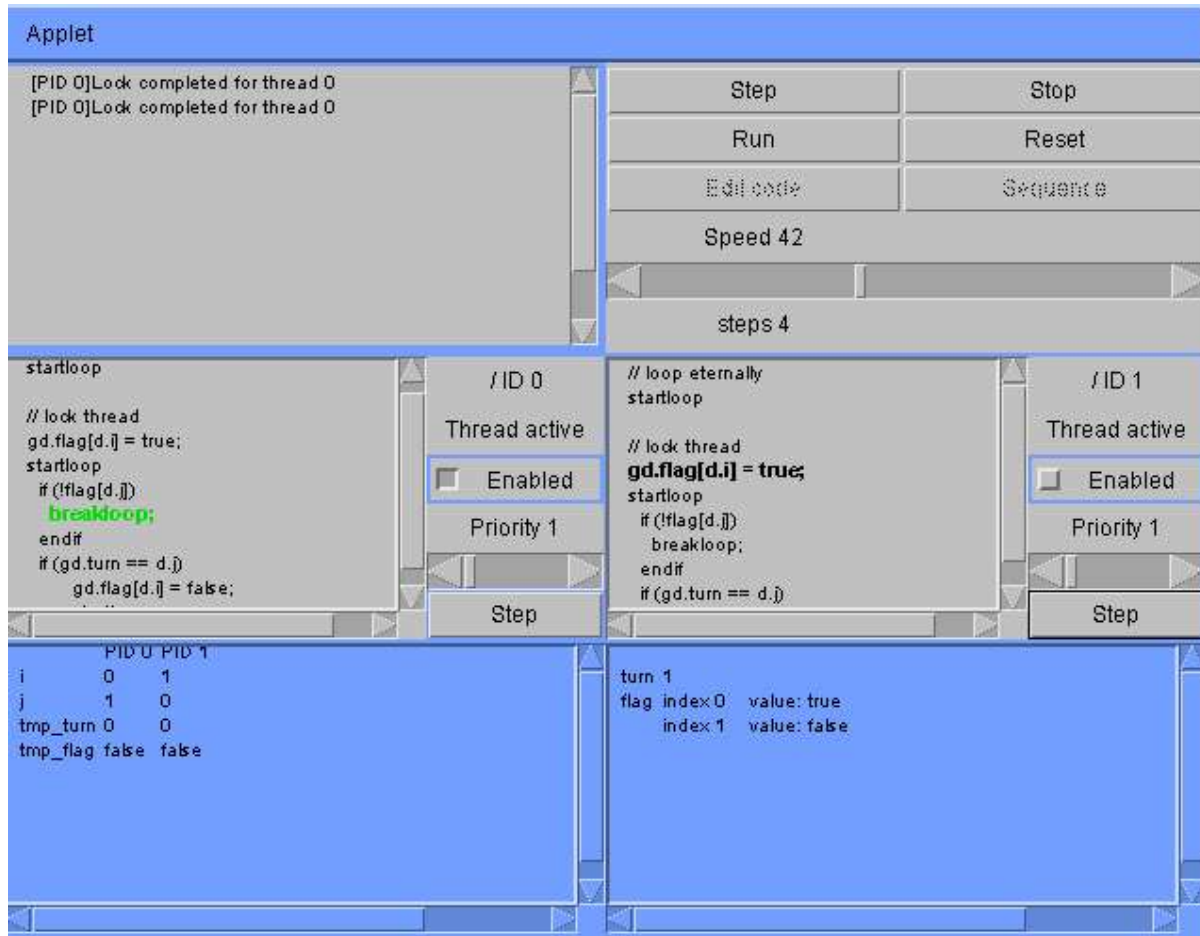 Applet
[PID 0]Lock completed for thread 0
[PID 0]Lock completed for thread 0
Step
Stop
Run
Reset
Edit code
Sequence
Speed 42
steps 4
startloop
// lock thread
gd.flag[d.i] = true;
startloop
if (!flag[d.j])
breakloop;
endif
if (gd.turn == d.j)
gd.flag[d.i] = false;
/ ID 0
Thread active
Enabled
Priority 1
Step
// loop eternally
startloop
// lock thread
gd.flag[d.i] = true;
startloop
if (!flag[d.j])
breakloop;
endif
if (gd.turn == d.j)
/ ID 1
Thread active
Enabled
Priority 1
Step
PID 0 PID 1
i 0 1
j 1 0
tmp_turn 0 0
tmp_flag false false
turn 1
flag index 0 value: true
index 1 value: false